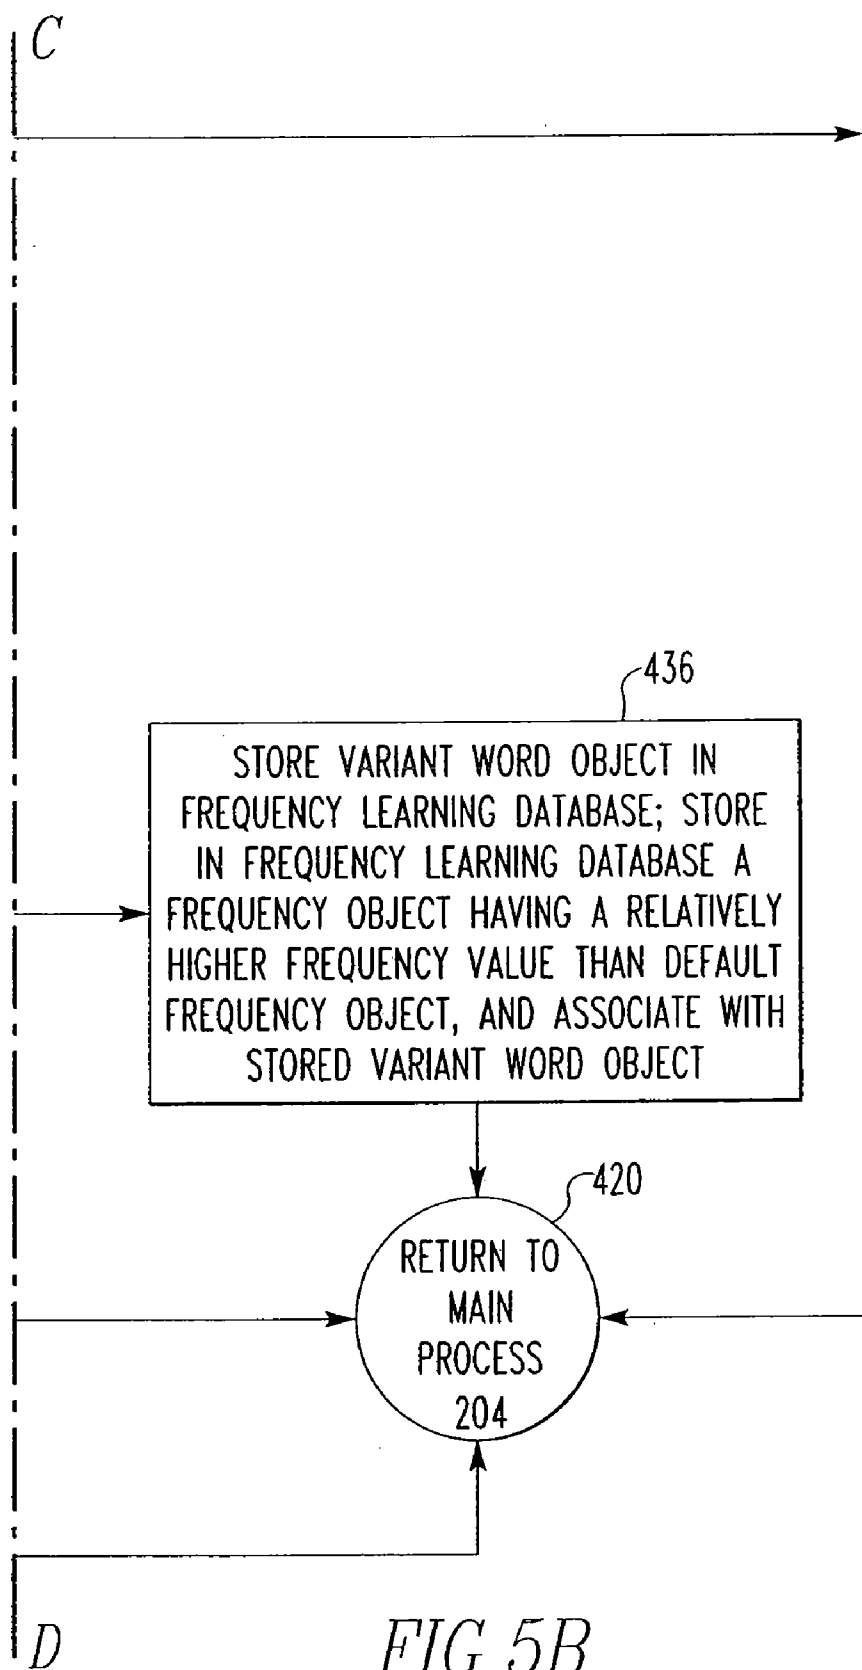 C
436
STORE VARIANT WORD OBJECT IN
FREQUENCY LEARNING DATABASE; STORE
IN FREQUENCY LEARNING DATABASE A
FREQUENCY OBJECT HAVING A RELATIVELY
HIGHER FREQUENCY VALUE THAN DEFAULT
FREQUENCY OBJECT, AND ASSOCIATE WITH
STORED VARIANT WORD OBJECT
420
RETURN TO
MAIN
PROCESS
204
D
FIG. 5B